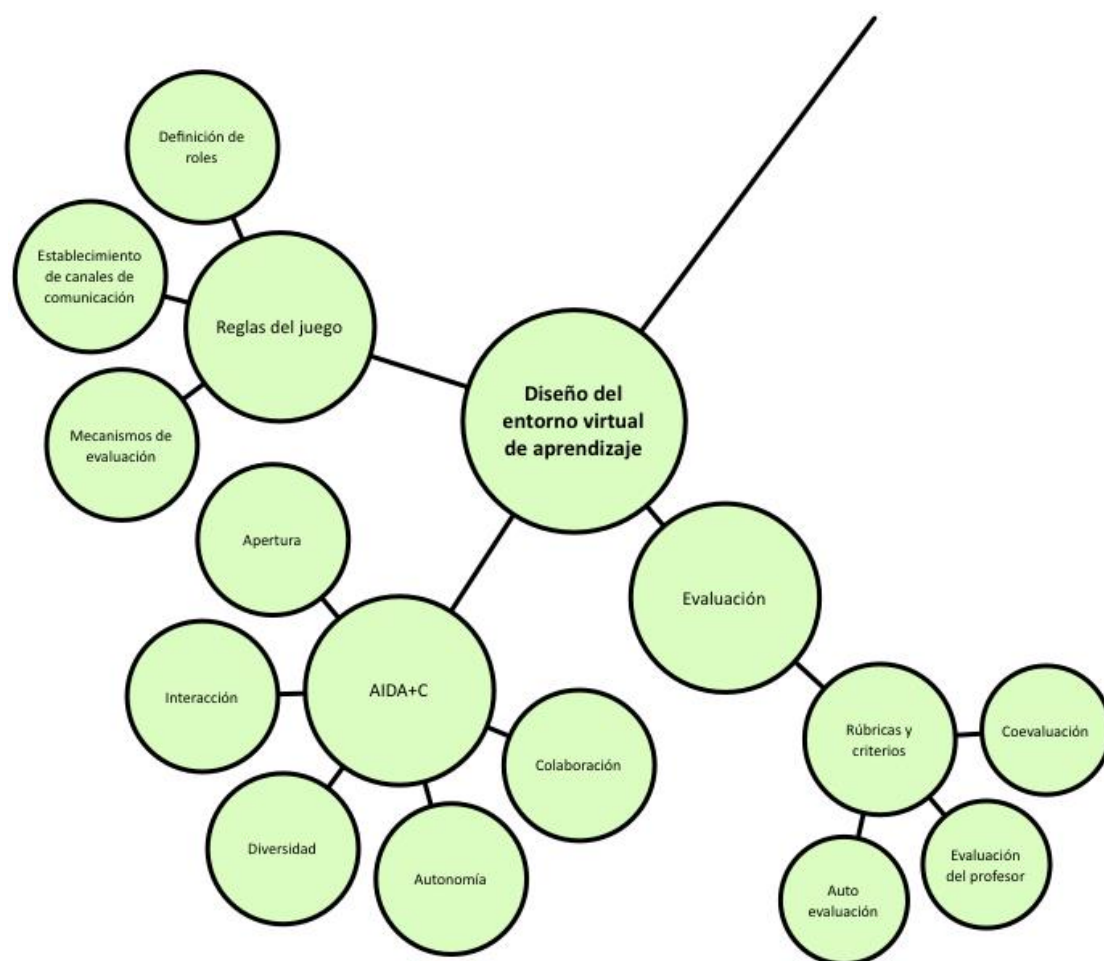 Definición de
roles
Establecimiento
de canales de
comunicación
Reglas del juego
Mecanismos de
evaluación
Diseño del
entorno virtual
de aprendizaje
Apertura
Interacción
AIDA+C
Diversidad
Autonomía
Colaboración
Evaluación
Rúbricas y
criterios
Coevaluación
Evaluación
del profesor
Auto
evaluación